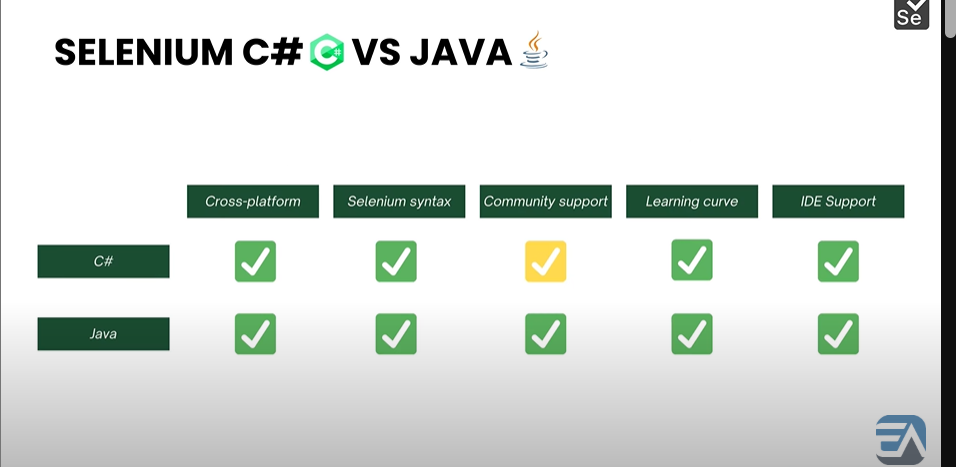 Se
SELENIUM C# VS JAVA
Cross-platform Selenium syntax Community support Learning curve IDE Support
C#
Java
EA